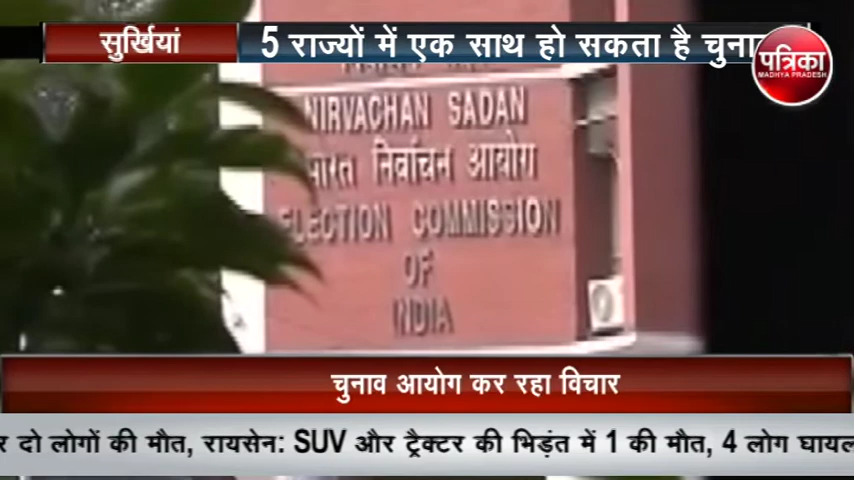 सुर्खियां
5 राज्यों में एक साथ हो सकता है चुनाव
पत्रिका
MADHYA PRADESH
NIRVACHAN SADAN
भारत निर्वाचन आयोग
ELECTION COMMISSION
OF
INDIA
चुनाव आयोग कर रहा विचार
र दो लोगों की मौत, रायसेन: SUV और ट्रैक्टर की भिड़ंत में 1 की मौत, 4 लोग घायल